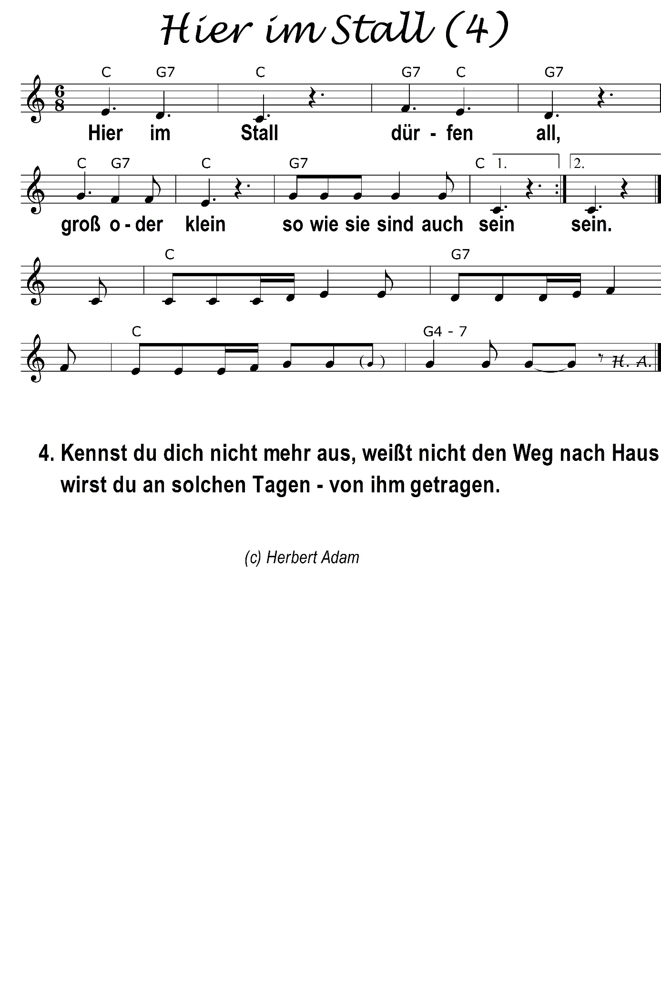 Hier im Stall (4)
C G7 C G7 C G7
6
8
Hier im Stall dür - fen all,
C G7 C G7 C 1. 2.
groß o - der klein so wie sie sind auch sein sein.
C G7
C G4 - 7
( ) H. A.
4. Kennst du dich nicht mehr aus, weißt nicht den Weg nach Haus
wirst du an solchen Tagen - von ihm getragen.
(c) Herbert Adam